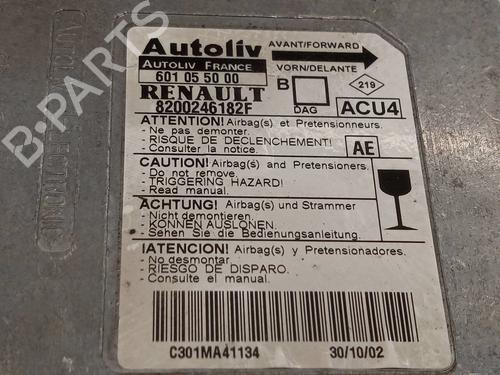 Autoliv
AVANT/FORWARD
AUTOLIV FRANCE
VORN/DELANTE
601 05 50 00
B
219
RENAULT
DAG
ACU4
8200246182F
ATTENTION! Airbag(s) et Pretensionneurs.
- Ne pas demonter.
- RISQUE DE DECLENCHEMENT!
- Consulter la notice.
AE
CAUTION! Airbag(s) and Pretensioners.
- Do not remove.
- TRIGGERING HAZARD!
- Read manual.
ACHTUNG! Airbag(s) und Strammer
- Nicht demontieren.
- KONNEN AUSLONEN.
- Sehen Sie die Bedienungsanleitung.
IATENCION! Airbag(s) y Pretensionadores.
- No desmontar.
- RIESGO DE DISPARO.
- Consulte el manual.
C301MA41134
30/10/02
B-PARTS